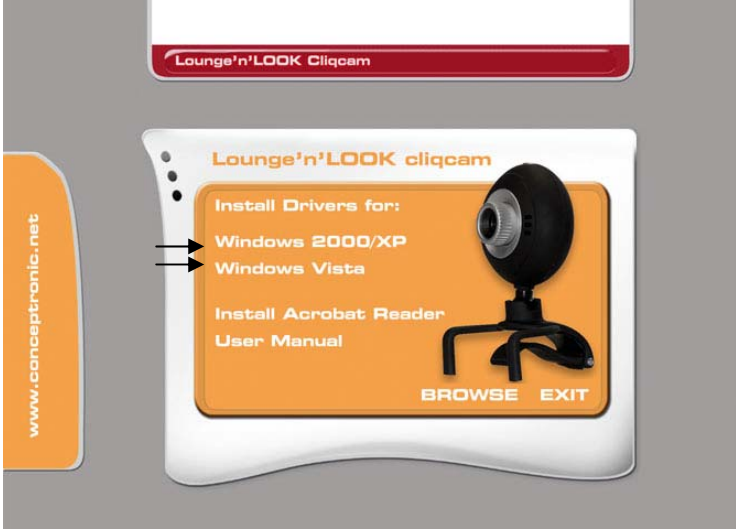 Lounge'n'LOOK Cliqcam
www.conceptronic.net
Lounge'n'LOOK cliqcam
Install Drivers for:
Windows 2000/XP
Windows Vista
Install Acrobat Reader
User Manual
BROWSE EXIT